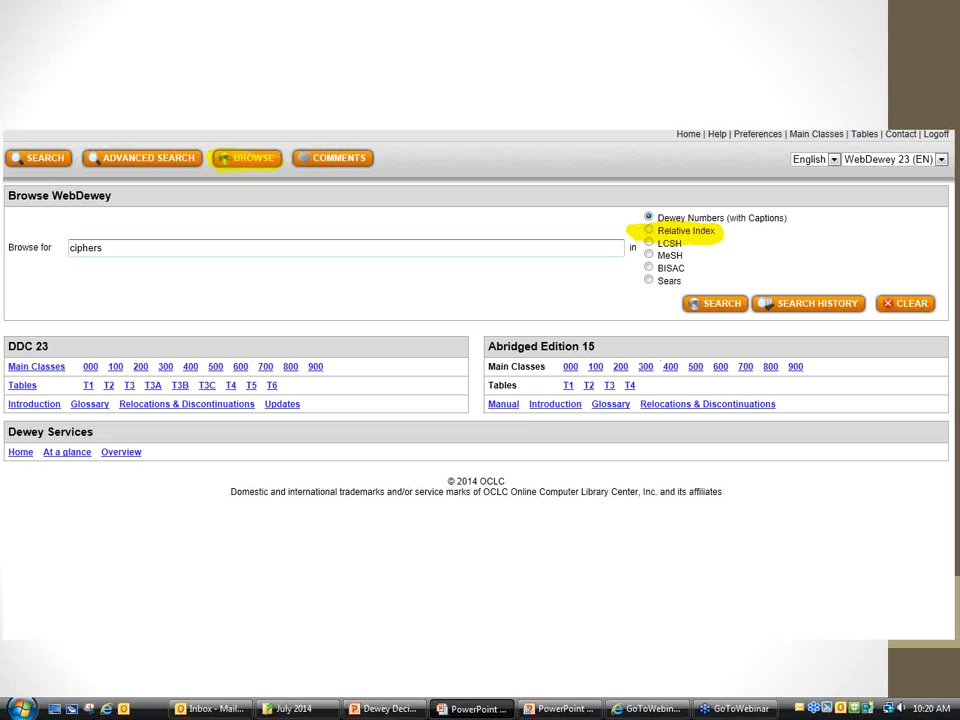 Home | Help | Preferences | Main Classes | Tables | Contact | Logoff
SEARCH ADVANCED SEARCH BROWSE COMMENTS English WebDewey 23 (EN)
Browse WebDewey
Dewey Numbers (with Captions)
Relative Index
Browse for ciphers in LCSH
MeSH
BISAC
Sears
SEARCH SEARCH HISTORY CLEAR
DDC 23
Main Classes 000 100 200 300 400 500 600 700 800 900
Tables T1 T2 T3 T3A T3B T3C T4 T5 T6
Introduction Glossary Relocations & Discontinuations Updates
Abridged Edition 15
Main Classes 000 100 200 300 400 500 600 700 800 900
Tables T1 T2 T3 T4
Manual Introduction Glossary Relocations & Discontinuations
Dewey Services
Home At a glance Overview
© 2014 OCLC
Domestic and international trademarks and/or service marks of OCLC Online Computer Library Center, Inc. and its affiliates
Inbox - Mail... July 2014 Dewey Deci... PowerPoint ... PowerPoint ... GoToWebin... GoToWebinar 10:20 AM